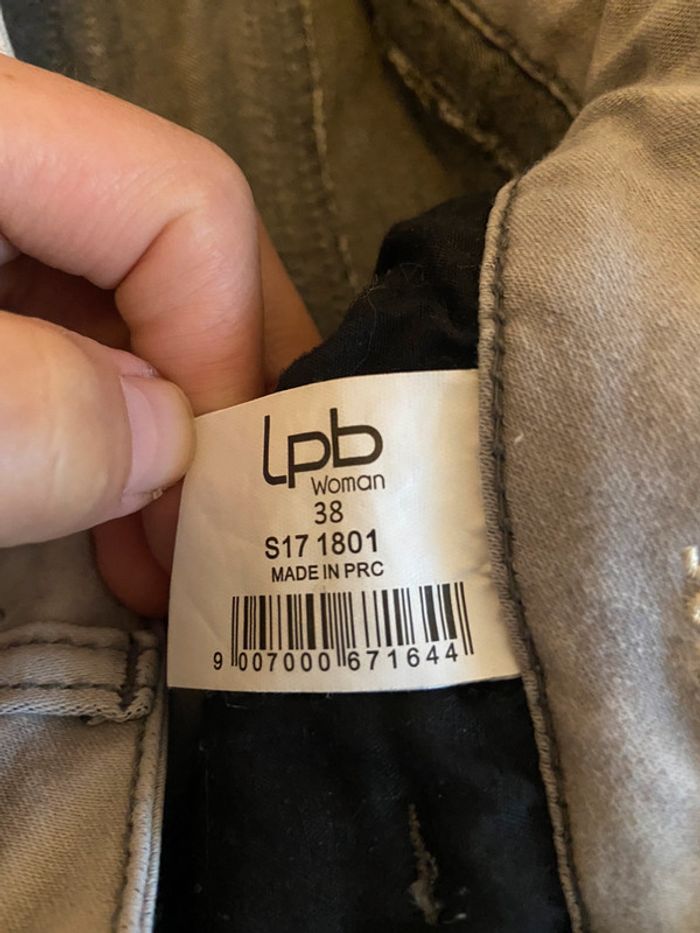 Lpb
Woman
38
S17 1801
MADE IN PRC
9 007000 671644